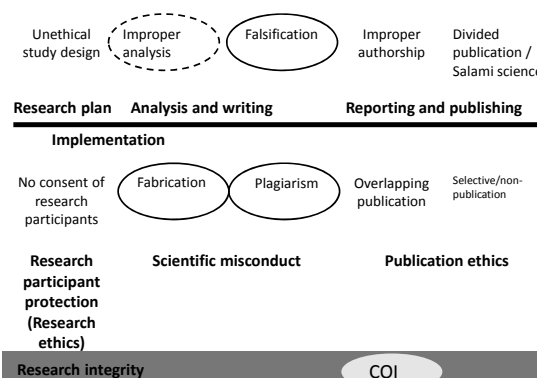 Unethical
study design
Improper
analysis
Falsification
Improper
authorship
Divided
publication /
Salami science
Research plan
Analysis and writing
Reporting and publishing
Implementation
No consent of
research
participants
Fabrication
Plagiarism
Overlapping
publication
Selective/non-
publication
Research
participant
protection
(Research
ethics)
Scientific misconduct
Publication ethics
Research integrity
COI